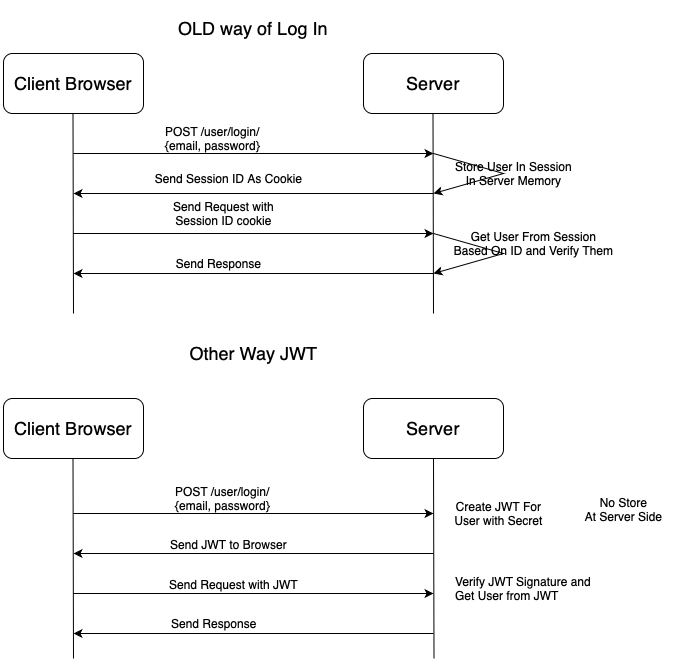 OLD way of Log In
Client Browser
Server
POST /user/login/
{email, password}
Store User In Session
In Server Memory
Send Session ID As Cookie
Send Request with
Session ID cookie
Get User From Session
Based On ID and Verify Them
Send Response
Other Way JWT
Client Browser
Server
POST /user/login/
{email, password}
Create JWT For
User with Secret
No Store
At Server Side
Send JWT to Browser
Send Request with JWT
Verify JWT Signature and
Get User from JWT
Send Response